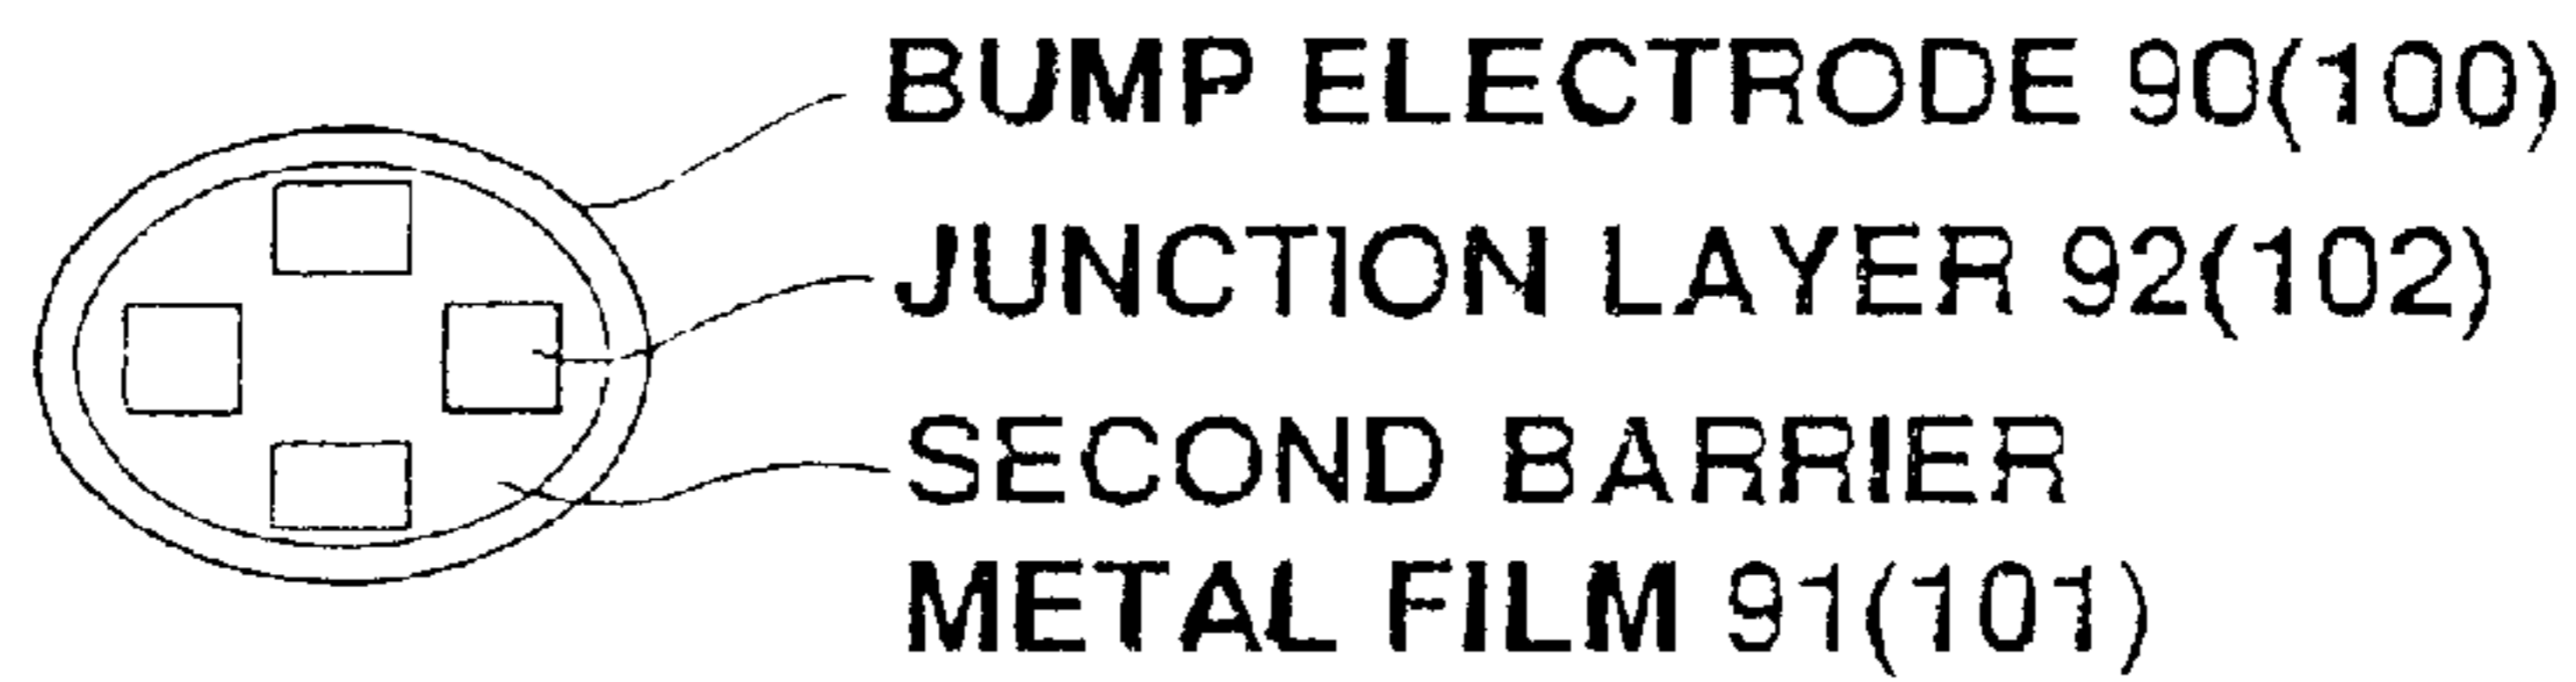 BUMP ELECTRODE 90(100)
JUNCTION LAYER 92(102)
SECOND BARRIER
METAL FILM 91(101)